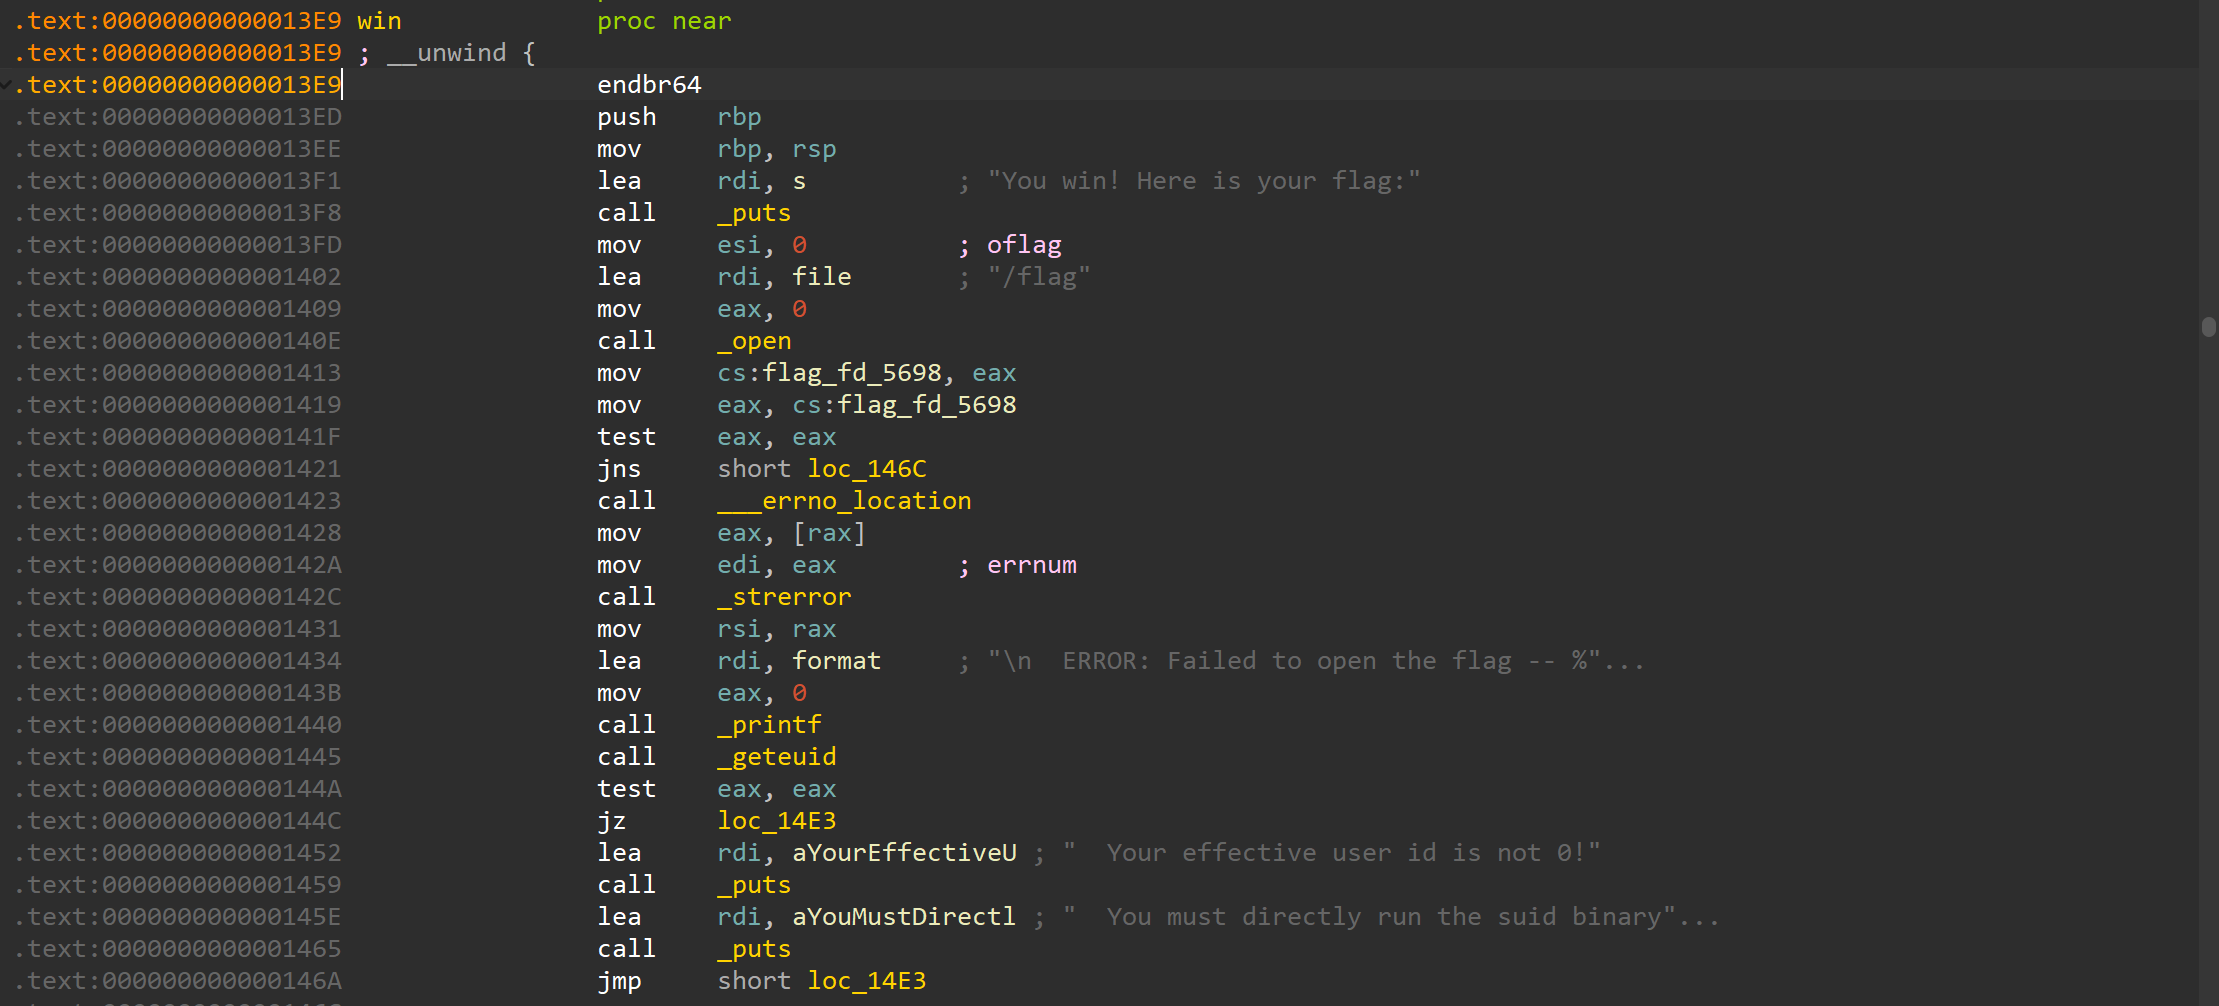 .text:00000000000013E9 win proc near
.text:00000000000013E9 ; __unwind {
.text:00000000000013E9 endbr64
.text:00000000000013ED push rbp
.text:00000000000013EE mov rbp, rsp
.text:00000000000013F1 lea rdi, s ; "You win! Here is your flag:"
.text:00000000000013F8 call _puts
.text:00000000000013FD mov esi, 0 ; oflag
.text:0000000000001402 lea rdi, file ; "/flag"
.text:0000000000001409 mov eax, 0
.text:000000000000140E call _open
.text:0000000000001413 mov cs:flag_fd_5698, eax
.text:0000000000001419 mov eax, cs:flag_fd_5698
.text:000000000000141F test eax, eax
.text:0000000000001421 jns short loc_146C
.text:0000000000001423 call ___errno_location
.text:0000000000001428 mov eax, [rax]
.text:000000000000142A mov edi, eax ; errnum
.text:000000000000142C call _strerror
.text:0000000000001431 mov rsi, rax
.text:0000000000001434 lea rdi, format ; "\n  ERROR: Failed to open the flag -- %"...
.text:000000000000143B mov eax, 0
.text:0000000000001440 call _printf
.text:0000000000001445 call _geteuid
.text:000000000000144A test eax, eax
.text:000000000000144C jz loc_14E3
.text:0000000000001452 lea rdi, aYourEffectiveU ; "  Your effective user id is not 0!"
.text:0000000000001459 call _puts
.text:000000000000145E lea rdi, aYouMustDirectl ; "  You must directly run the suid binary"...
.text:0000000000001465 call _puts
.text:000000000000146A jmp short loc_14E3